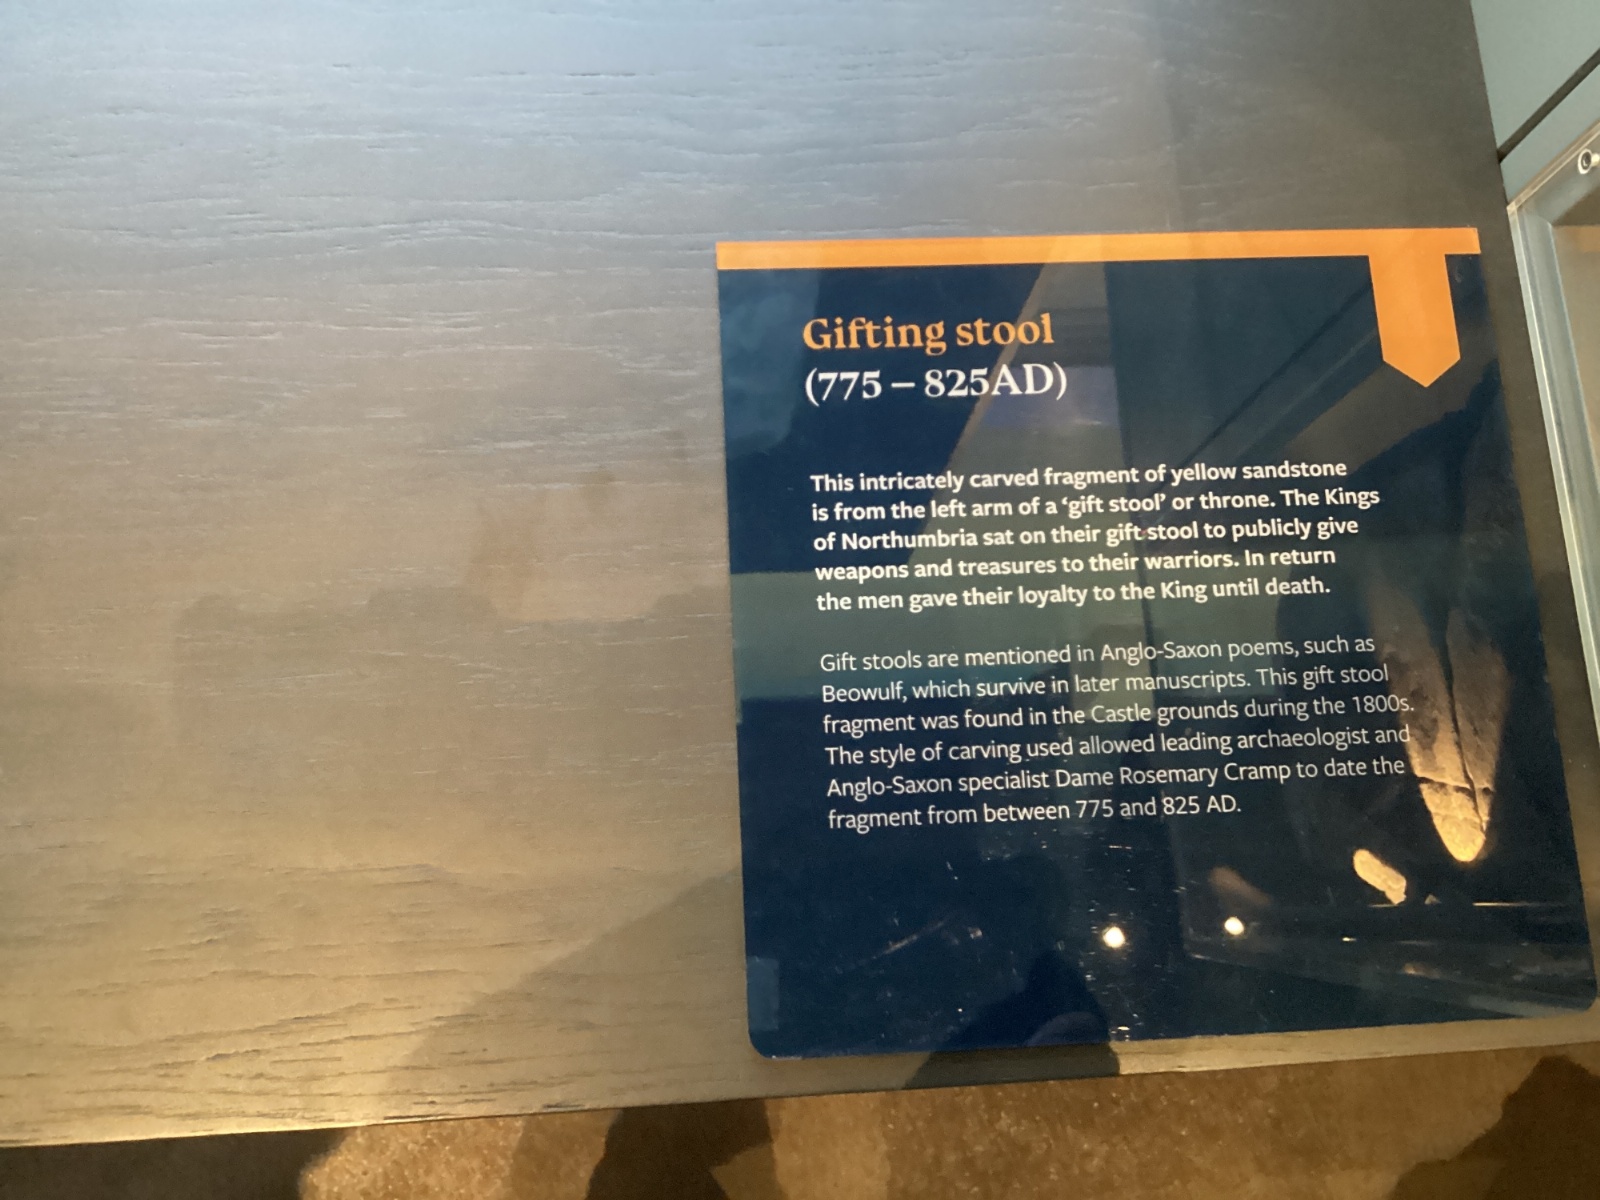 Gifting stool
(775 – 825AD)
This intricately carved fragment of yellow sandstone
is from the left arm of a ‘gift stool’ or throne. The Kings
of Northumbria sat on their gift stool to publicly give
weapons and treasures to their warriors. In return
the men gave their loyalty to the King until death.
Gift stools are mentioned in Anglo-Saxon poems, such as
Beowulf, which survive in later manuscripts. This gift stool
fragment was found in the Castle grounds during the 1800s.
The style of carving used allowed leading archaeologist and
Anglo-Saxon specialist Dame Rosemary Cramp to date the
fragment from between 775 and 825 AD.